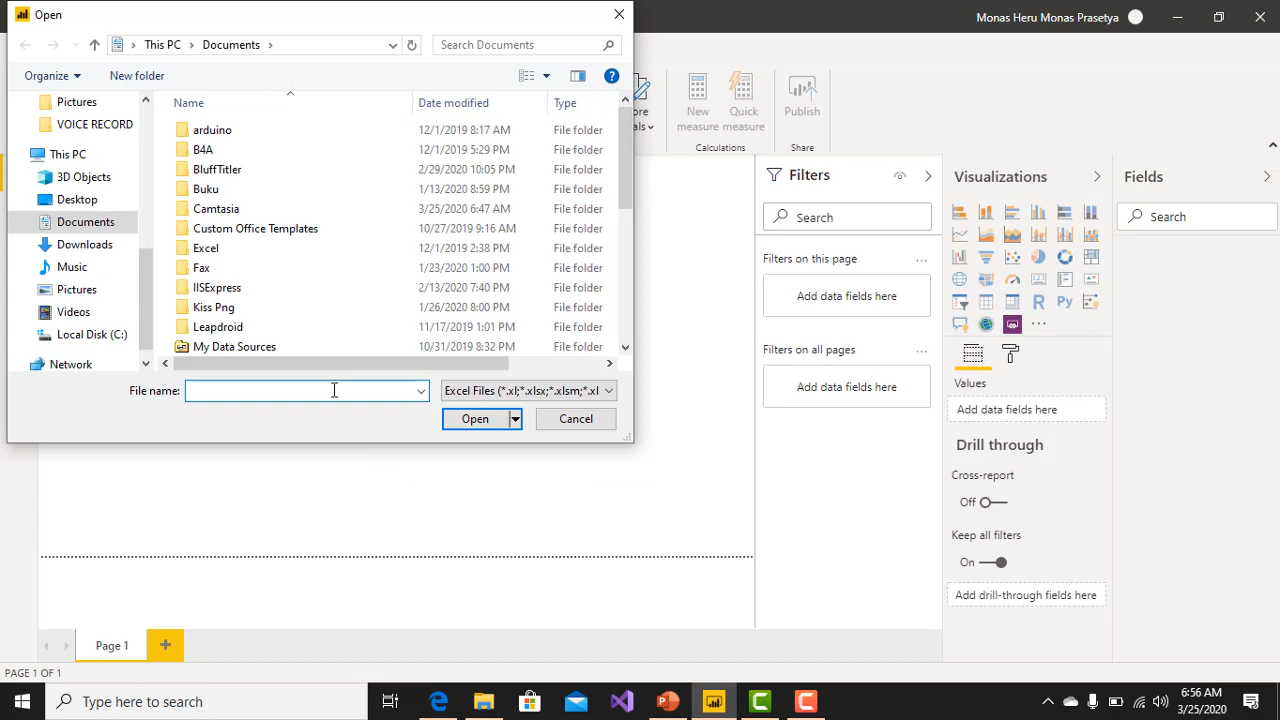 Open
Monas Heru Monas Prasetya
This PC
Documents
Search Documents
Organize
New folder
Pictures
VOICE RECORD
This PC
3D Objects
Desktop
Documents
Downloads
Music
Pictures
Videos
Local Disk (C:)
Network
Name Date modified Type
arduino 12/1/2019 8:17 AM File folder
B4A 12/1/2019 5:29 PM File folder
BluffTitler 2/29/2020 10:05 PM File folder
Buku 1/13/2020 8:59 PM File folder
Camtasia 3/25/2020 6:47 AM File folder
Custom Office Templates 10/27/2019 9:16 AM File folder
Excel 12/1/2019 2:38 PM File folder
Fax 1/23/2020 1:00 PM File folder
IISExpress 2/13/2020 7:40 PM File folder
Kiss Png 1/26/2020 8:00 PM File folder
Leapdroid 11/17/2019 1:01 PM File folder
My Data Sources 10/31/2019 8:32 PM File folder
File name:
Excel Files (*.xl;*.xlsx;*.xlsm;*.xl
Open
Cancel
New measure
Quick measure
Calculations
Publish
Share
Filters
Search
Filters on this page
...
Add data fields here
Filters on all pages
...
Add data fields here
Visualizations
R
Py
...
Values
Add data fields here
Drill through
Cross-report
Off
Keep all filters
On
Add drill-through fields here
Fields
Search
Page 1
PAGE 1 OF 1
Type here to search
6:56 AM
3/25/2020